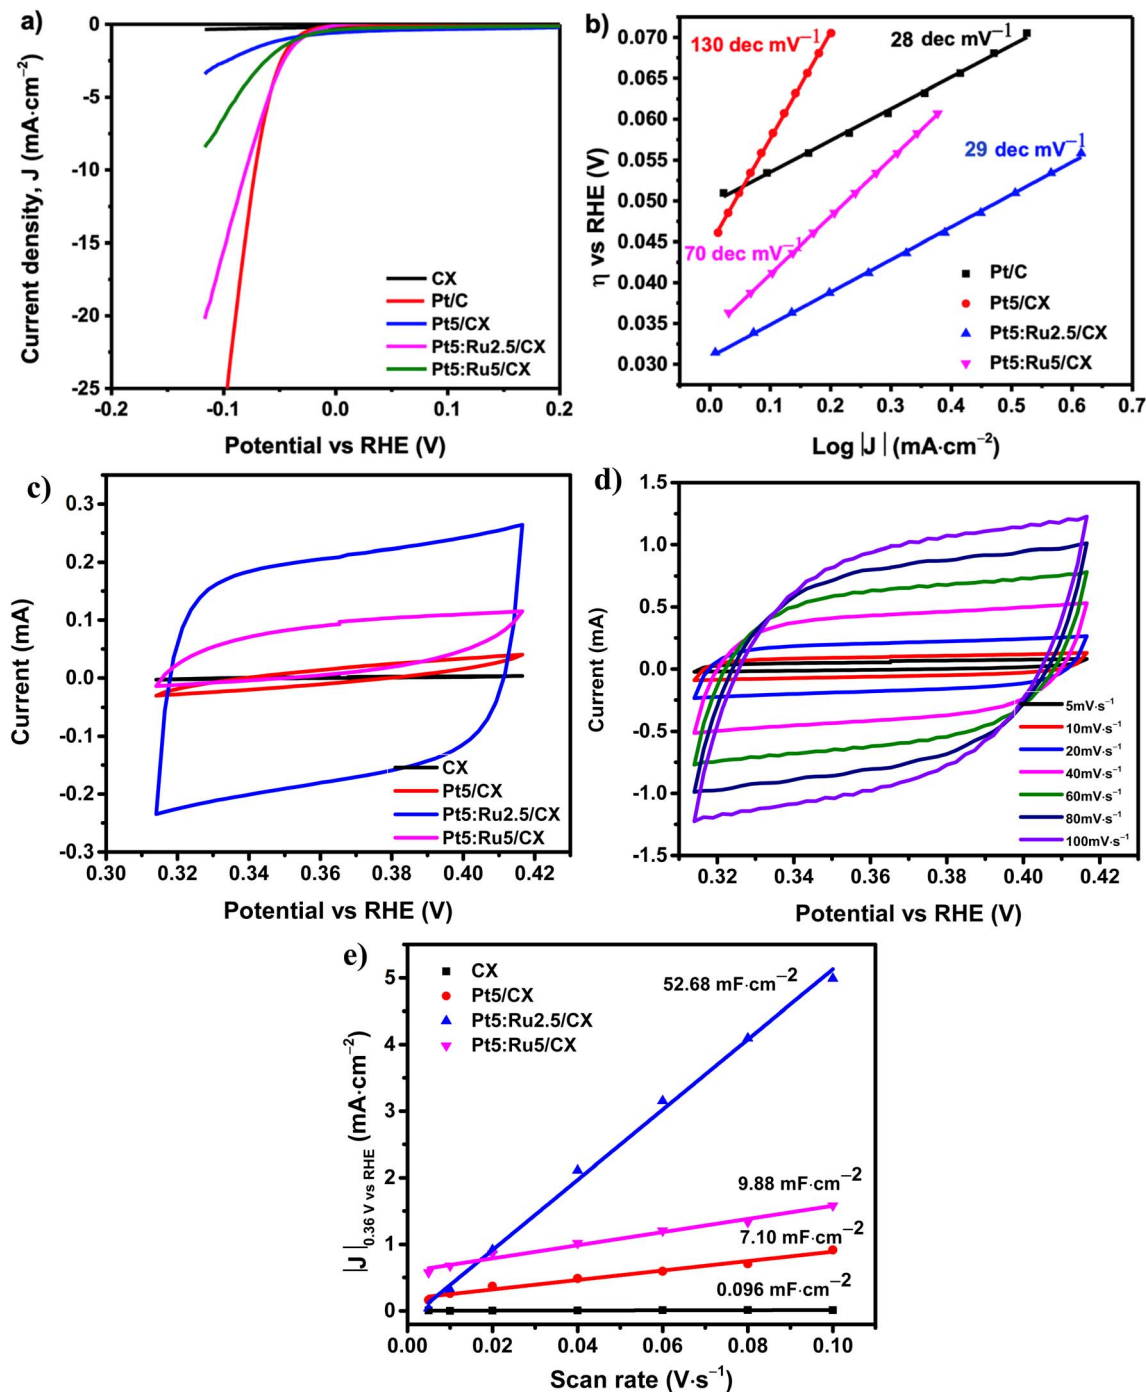 a)
Current density, J (mA·cm⁻²)
0
-5
-10
-15
-20
-25
CX
Pt/C
Pt5/CX
Pt5:Ru2.5/CX
Pt5:Ru5/CX
-0.2
-0.1
0.0
0.1
0.2
Potential vs RHE (V)
b)
η vs RHE (V)
0.070
0.065
0.060
0.055
0.050
0.045
0.040
0.035
0.030
130 dec mV⁻¹
28 dec mV⁻¹
29 dec mV⁻¹
70 dec mV⁻¹
Pt/C
Pt5/CX
Pt5:Ru2.5/CX
Pt5:Ru5/CX
0.0
0.1
0.2
0.3
0.4
0.5
0.6
0.7
Log |J| (mA·cm⁻²)
c)
Current (mA)
0.3
0.2
0.1
0.0
-0.1
-0.2
-0.3
CX
Pt5/CX
Pt5:Ru2.5/CX
Pt5:Ru5/CX
0.30
0.32
0.34
0.36
0.38
0.40
0.42
Potential vs RHE (V)
d)
Current (mA)
1.5
1.0
0.5
0.0
-0.5
-1.0
-1.5
5mV·s⁻¹
10mV·s⁻¹
20mV·s⁻¹
40mV·s⁻¹
60mV·s⁻¹
80mV·s⁻¹
100mV·s⁻¹
0.32
0.34
0.36
0.38
0.40
0.42
Potential vs RHE (V)
e)
|J|0.36 V vs RHE (mA·cm⁻²)
5
4
3
2
1
0
CX
Pt5/CX
Pt5:Ru2.5/CX
Pt5:Ru5/CX
52.68 mF·cm⁻²
9.88 mF·cm⁻²
7.10 mF·cm⁻²
0.096 mF·cm⁻²
0.00
0.02
0.04
0.06
0.08
0.10
Scan rate (V·s⁻¹)